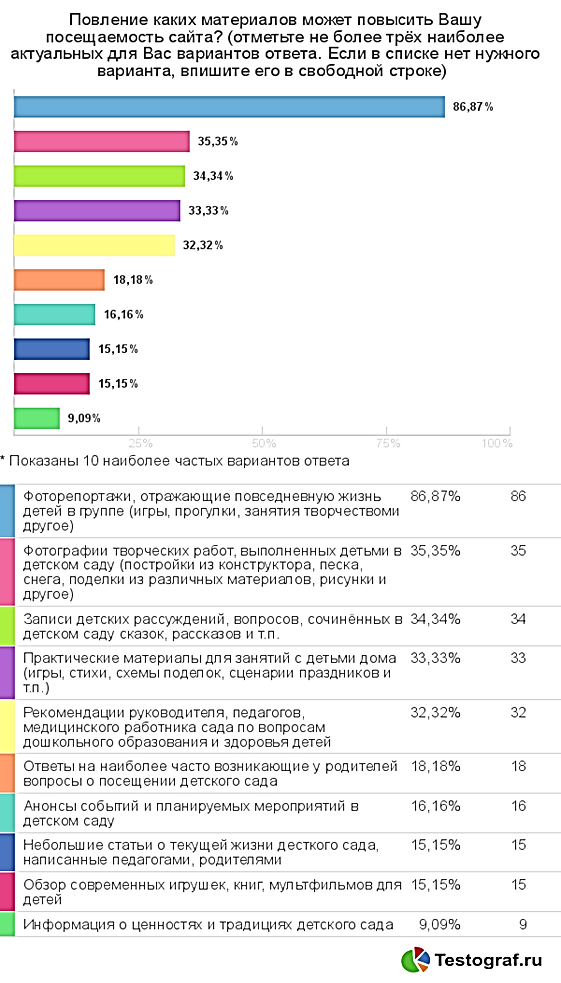 Повление каких материалов может повысить Вашу
посещаемость сайта? (отметьте не более трёх наиболее
актуальных для Вас вариантов ответа. Если в списке нет нужного
варианта, впишите его в свободной строке)
86,87%
35,35%
34,34%
33,33%
32,32%
18,18%
16,16%
15,15%
15,15%
9,09%
25% 50% 75% 100%
* Показаны 10 наиболее частых вариантов ответа
Фоторепортажи, отражающие повседневную жизнь 86,87% 86
детей в группе (игры, прогулки, занятия творчествоми
другое)
Фотографии творческих работ, выполненных детьми в 35,35% 35
детском саду (постройки из конструктора, песка,
снега, поделки из различных материалов, рисунки и
другое)
Записи детских рассуждений, вопросов, сочинённых в 34,34% 34
детском саду сказок, рассказов и т.п.
Практические материалы для занятий с детьми дома 33,33% 33
(игры, стихи, схемы поделок, сценарии праздников и
т.п.)
Рекомендации руководителя, педагогов, 32,32% 32
медицинского работника сада по вопросам
дошкольного образования и здоровья детей
Ответы на наиболее часто возникающие у родителей 18,18% 18
вопросы о посещении детского сада
Анонсы событий и планируемых мероприятий в 16,16% 16
детском саду
Небольшие статьи о текущей жизни десткого сада, 15,15% 15
написанные педагогами, родителями
Обзор современных игрушек, книг, мультфильмов для 15,15% 15
детей
Информация о ценностях и традициях детского сада 9,09% 9
Testograf.ru